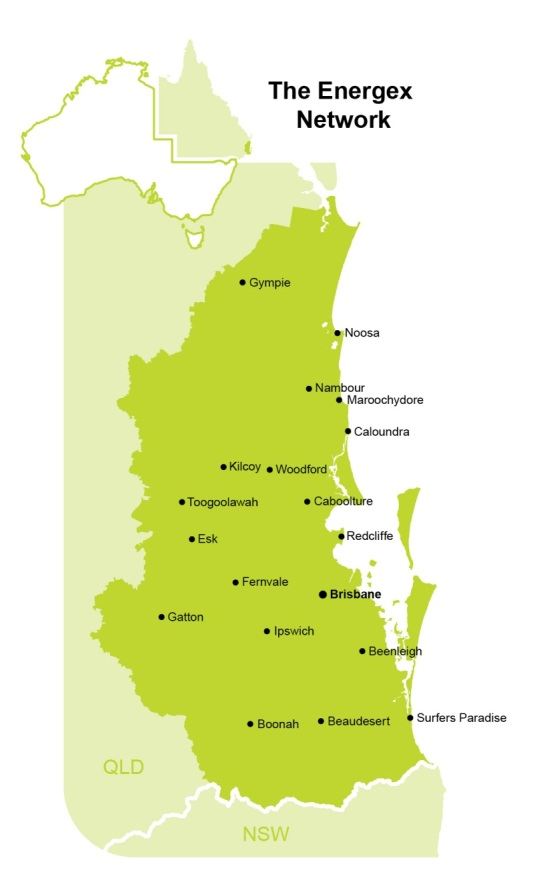 The Energex
Network
Gympie
Noosa
Nambour
Maroochydore
Caloundra
Kilcoy
Woodford
Toogoolawah
Caboolture
Redcliffe
Esk
Fernvale
Brisbane
Gatton
Ipswich
Beenleigh
Surfers Paradise
Beaudesert
Boonah
QLD
NSW